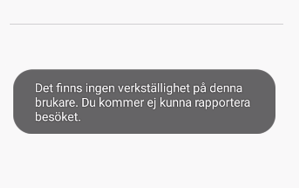 Det finns ingen verkställighet på denna
brukare. Du kommer ej kunna rapportera
besöket.